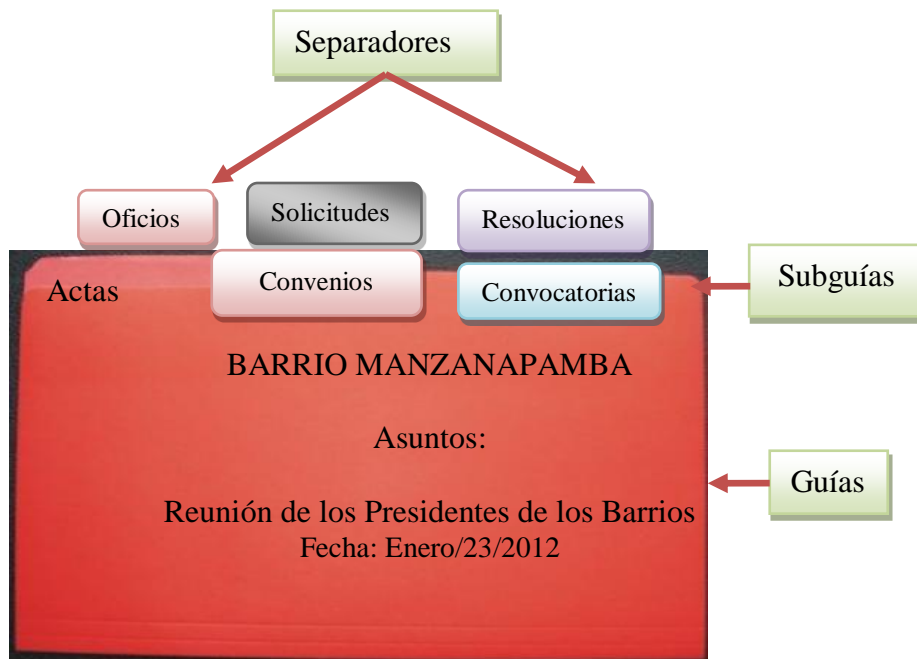 Separadores
Oficios
Solicitudes
Resoluciones
Actas
Convenios
Convocatorias
Subguías
BARRIO MANZANAPAMBA
Asuntos:
Guías
Reunión de los Presidentes de los Barrios
Fecha: Enero/23/2012